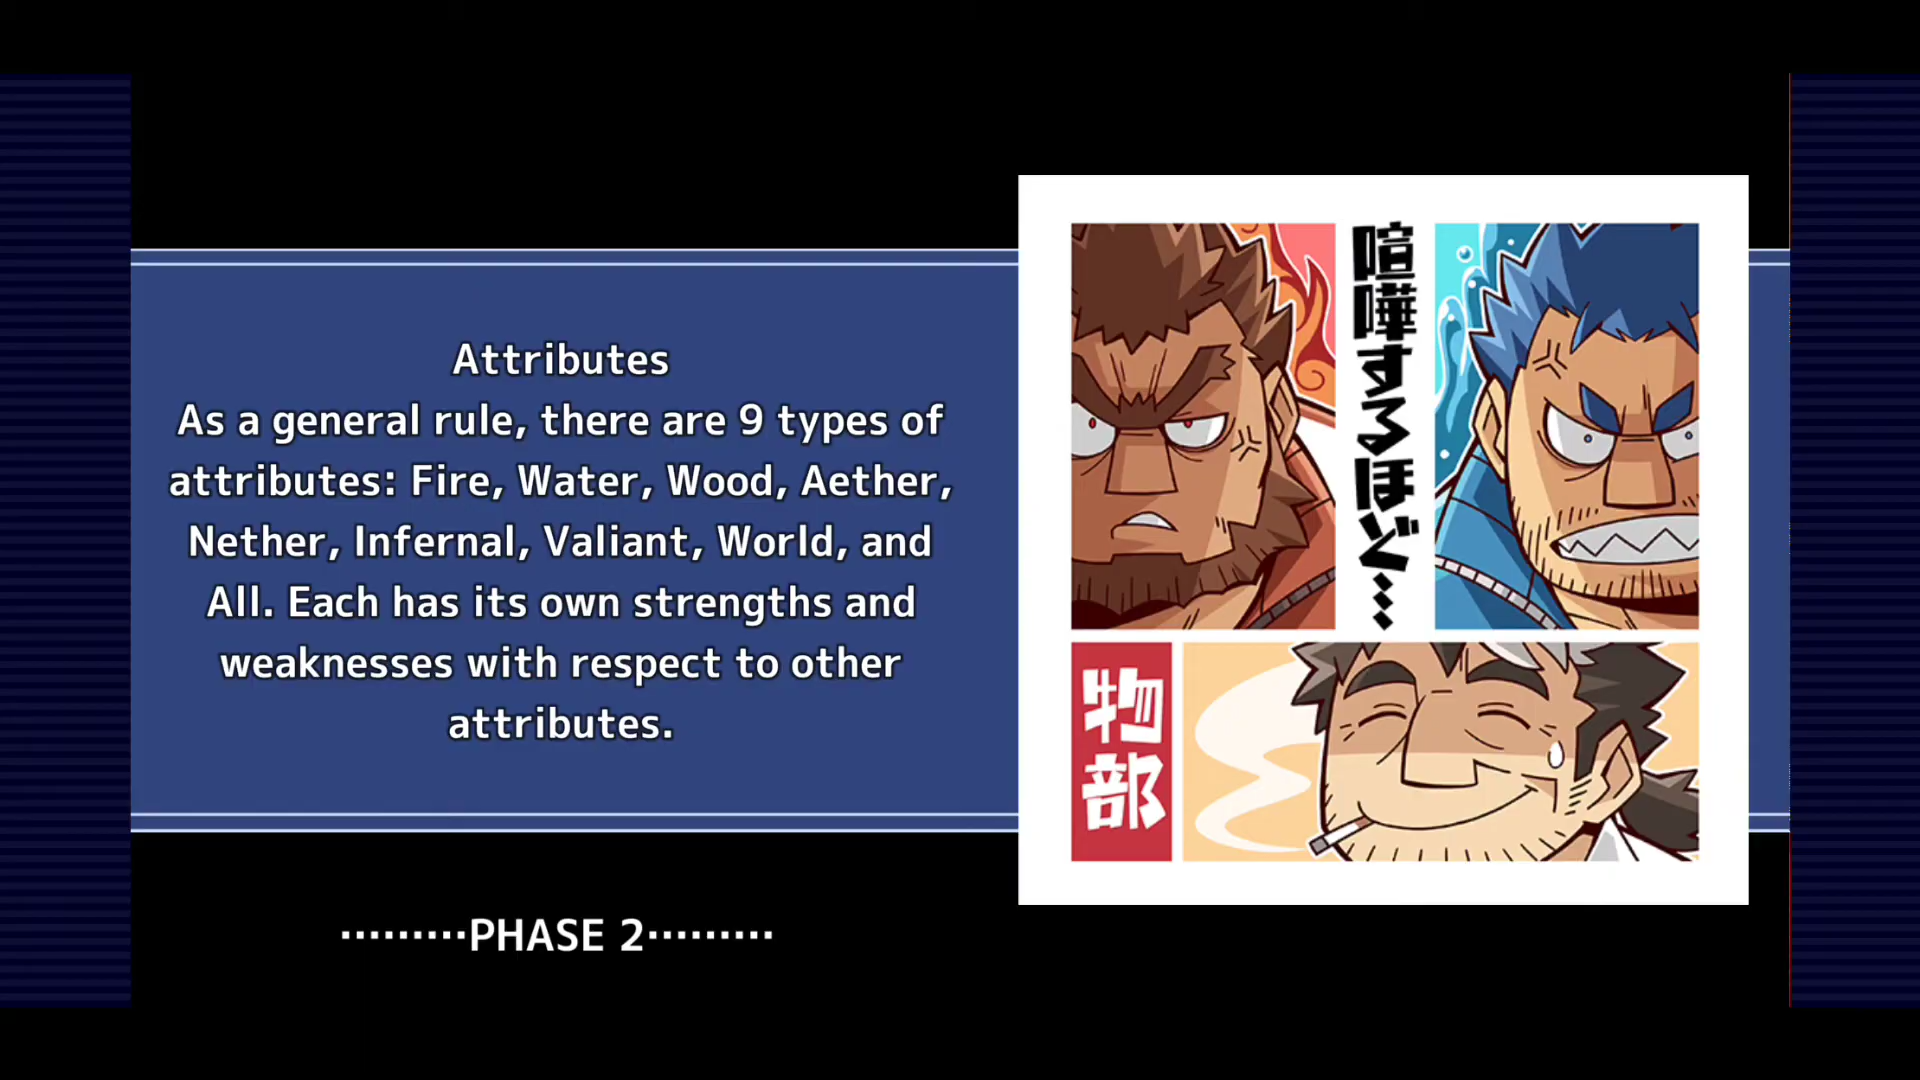 Attributes
As a general rule, there are 9 types of
attributes: Fire, Water, Wood, Aether,
Nether, Infernal, Valiant, World, and
All. Each has its own strengths and
weaknesses with respect to other
attributes.
………PHASE 2………
喧嘩するほど…
物部